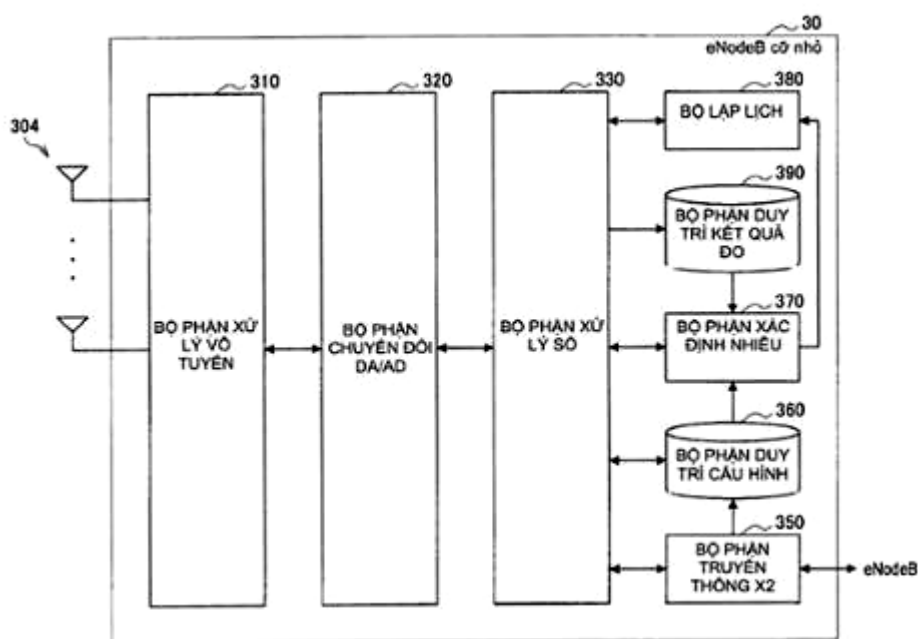 30
eNodeB cỡ nhỏ
310
320
330
380
304
BỘ LẬP LỊCH
390
BỘ PHẬN DUY
TRÌ KẾT QUẢ
ĐO
370
BỘ PHẬN XỬ
LÝ VÔ
TUYẾN
BỘ PHẬN
CHUYỂN ĐỔI
DA/AD
BỘ PHẬN XỬ
LÝ SỐ
BỘ PHẬN XÁC
ĐỊNH NHIỄU
360
BỘ PHẬN DUY
TRÌ CẤU HÌNH
350
BỘ PHẬN
TRUYỀN
THÔNG X2
eNodeB